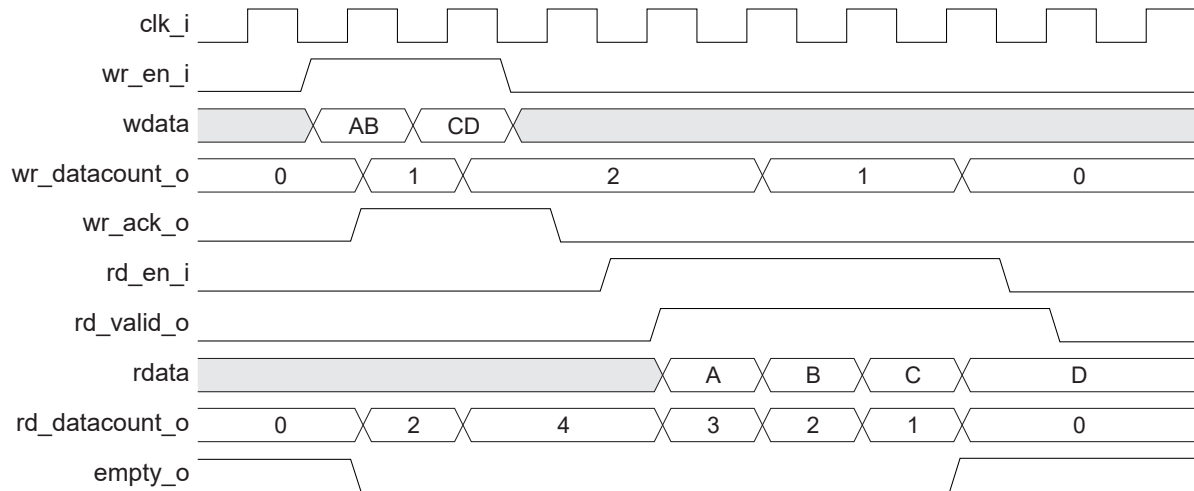 clk_i
wr_en_i
wdata AB CD
wr_datacount_o 0 1 2 1 0
wr_ack_o
rd_en_i
rd_valid_o
rdata A B C D
rd_datacount_o 0 2 4 3 2 1 0
empty_o